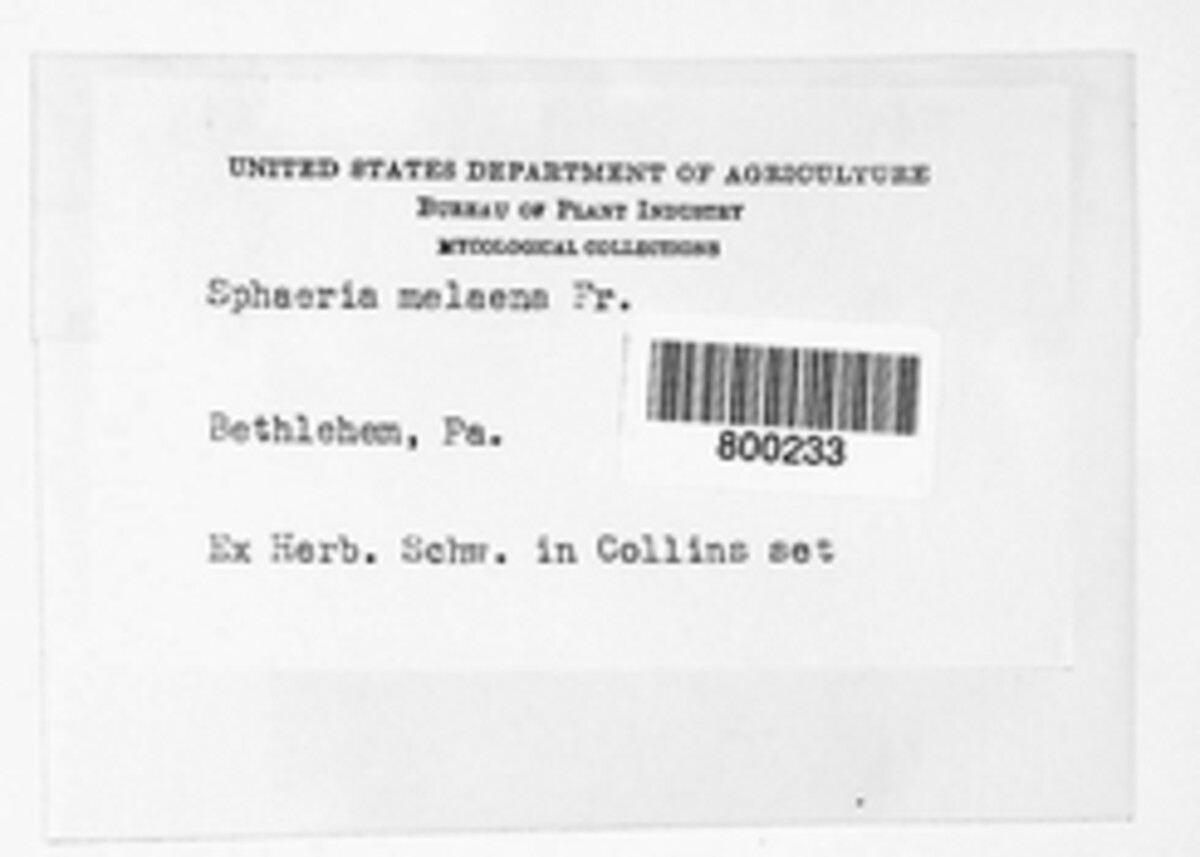 UNITED STATES DEPARTMENT OF AGRICULTURE
BUREAU OF PLANT INDUSTRY
MYCOLOGICAL COLLECTIONS
Sphaeria melaena Fr.
Bethlehem, Pa.
800233
Ex Herb. Schw. in Collins set